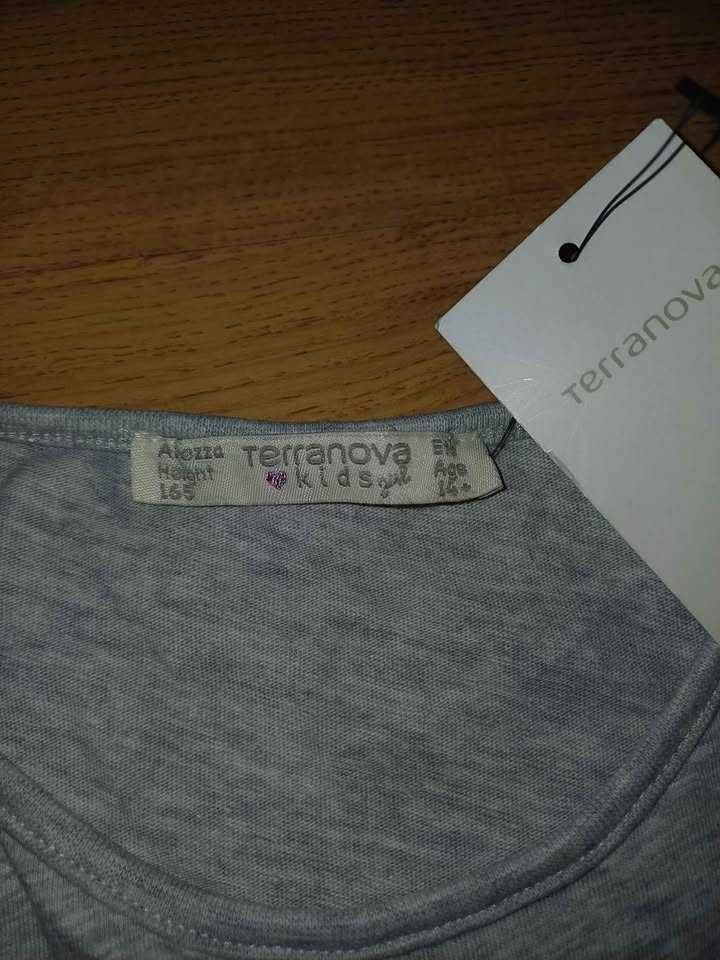 Altezza
Height
165
Terranova
kids girl
Età
Age
14+
Terranova